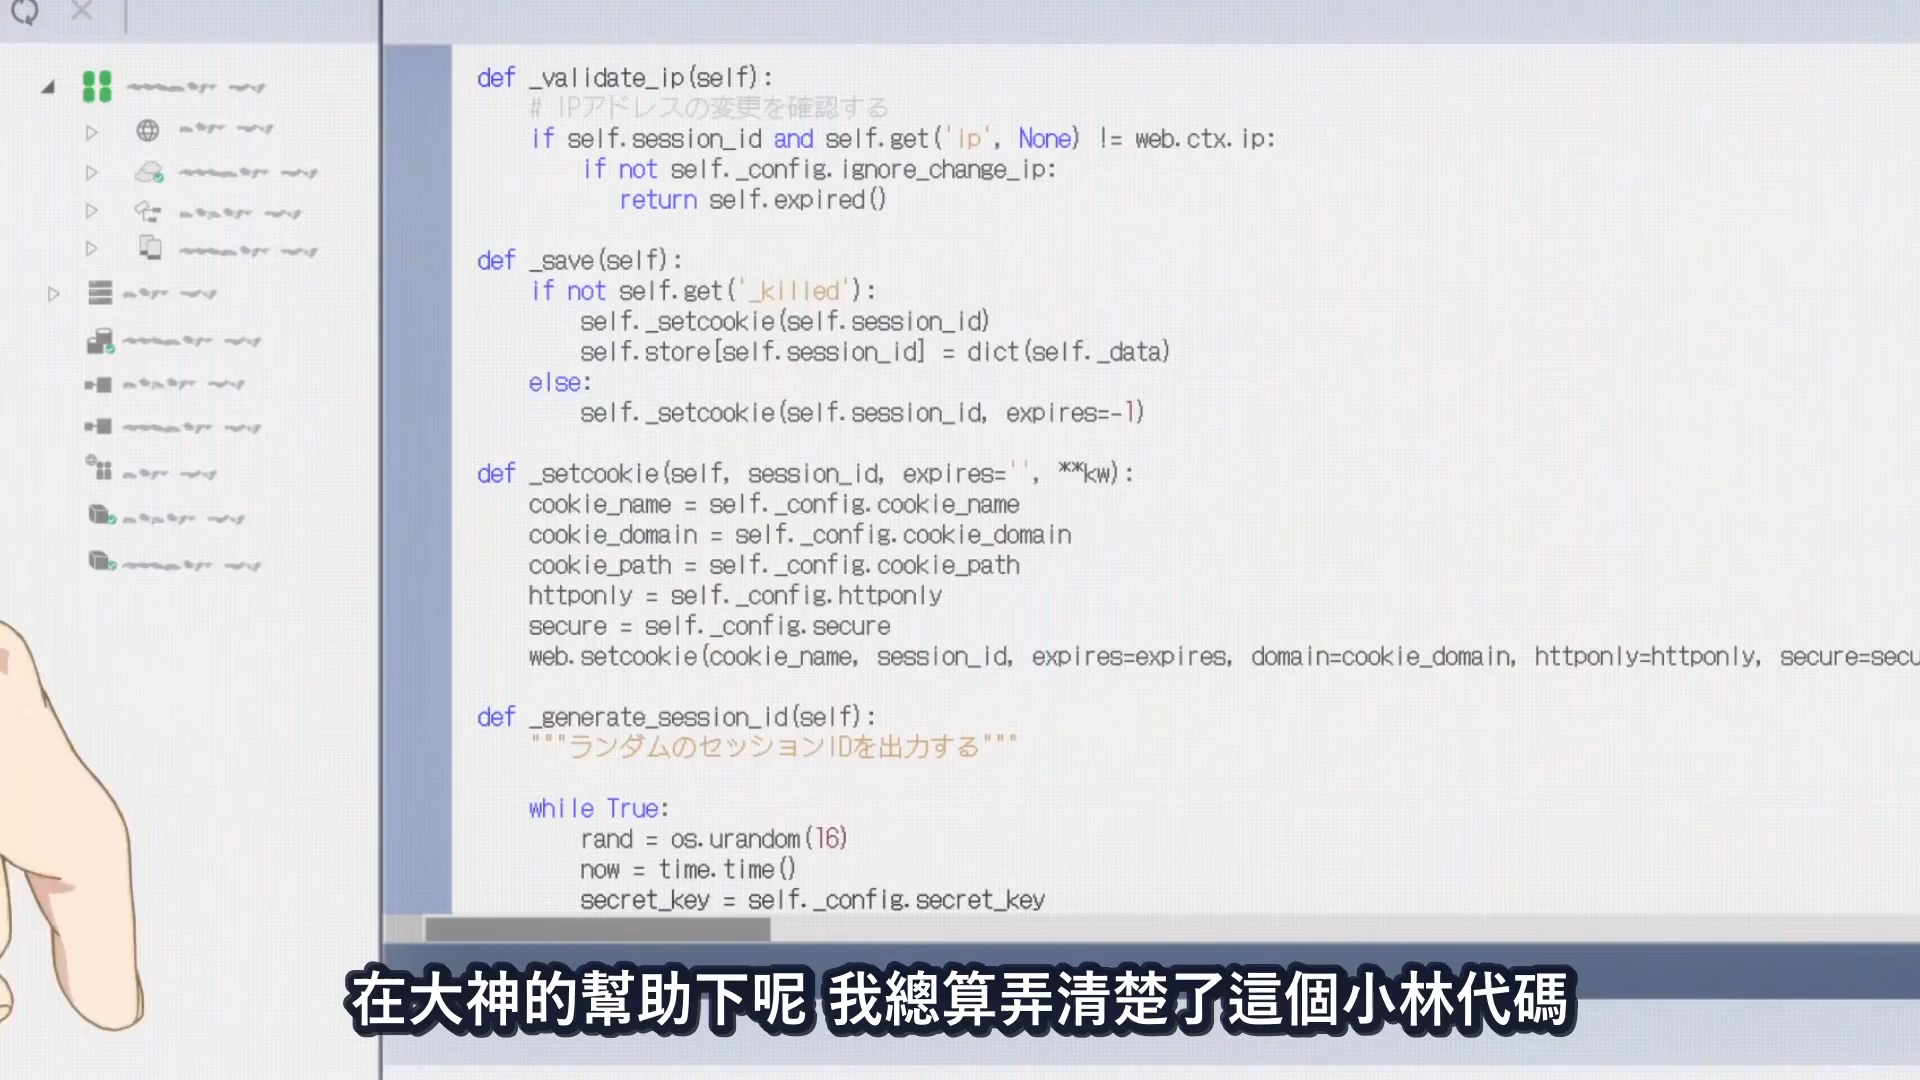 def _validate_ip(self):
# IPアドレスの変更を確認する
if self.session_id and self.get('ip', None) != web.ctx.ip:
if not self._config.ignore_change_ip:
return self.expired()
def _save(self):
if not self.get('_killed'):
self._setcookie(self.session_id)
self.store[self.session_id] = dict(self._data)
else:
self._setcookie(self.session_id, expires=-1)
def _setcookie(self, session_id, expires='', **kw):
cookie_name = self._config.cookie_name
cookie_domain = self._config.cookie_domain
cookie_path = self._config.cookie_path
httponly = self._config.httponly
secure = self._config.secure
web.setcookie(cookie_name, session_id, expires=expires, domain=cookie_domain, httponly=httponly, secure=secu
def _generate_session_id(self):
"""ランダムのセッションIDを出力する"""
while True:
rand = os.urandom(16)
now = time.time()
secret_key = self._config.secret_key
在大神的幫助下呢 我總算弄清楚了這個小林代碼